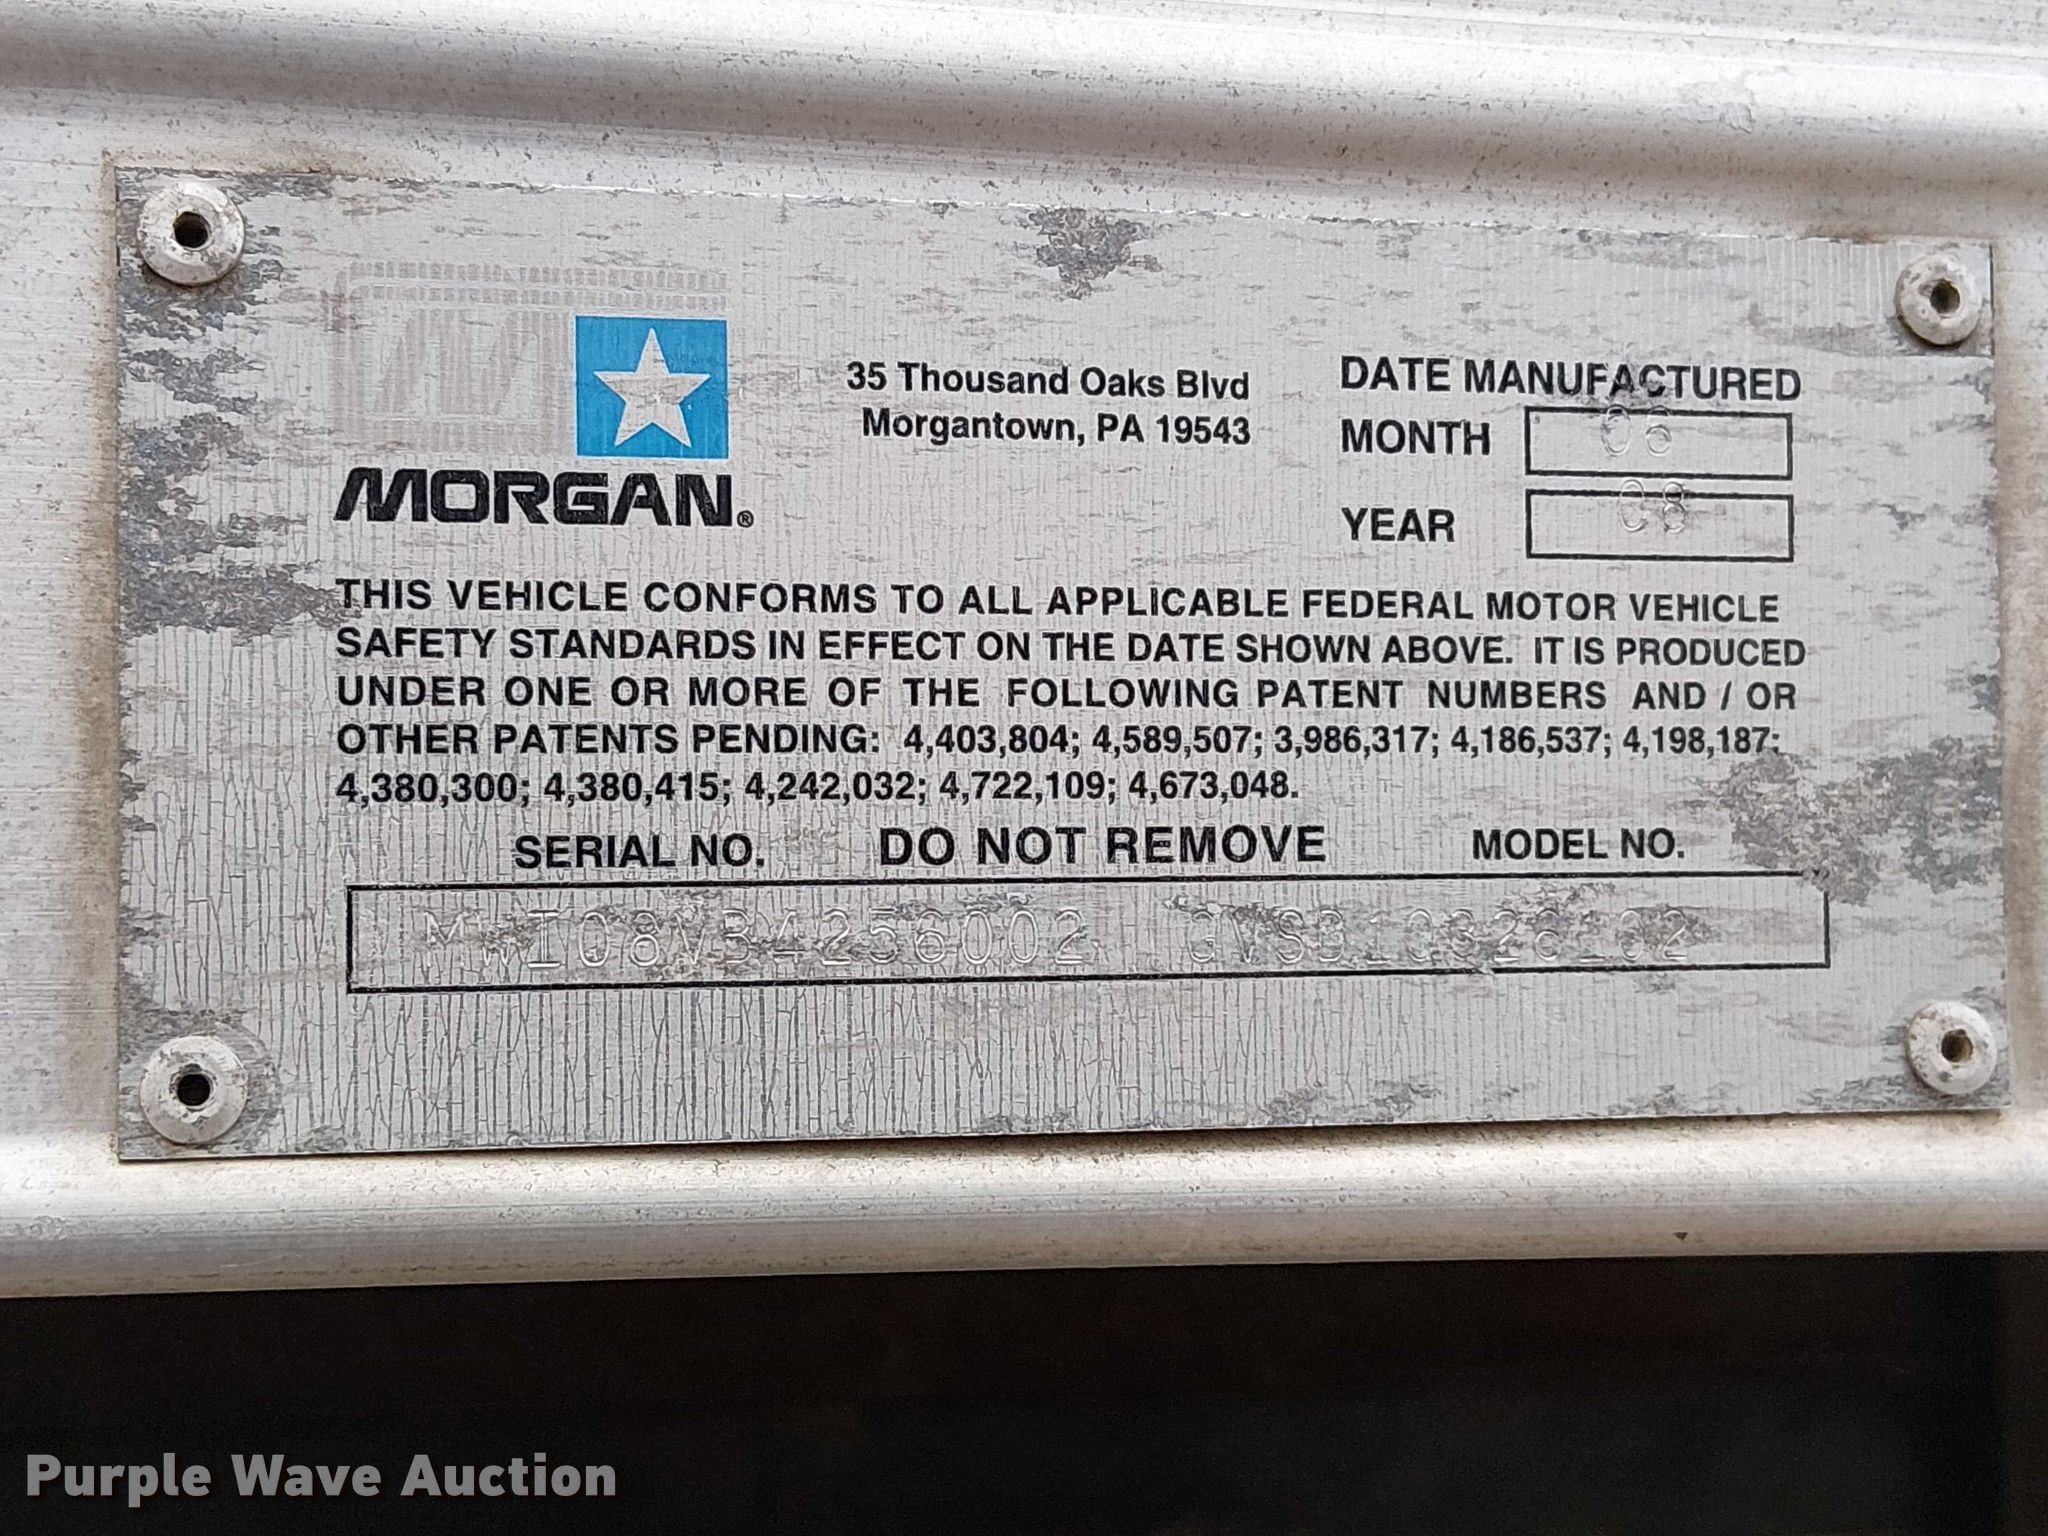 35 Thousand Oaks Blvd
Morgantown, PA 19543
MORGAN®
DATE MANUFACTURED
MONTH 06
YEAR 08
THIS VEHICLE CONFORMS TO ALL APPLICABLE FEDERAL MOTOR VEHICLE
SAFETY STANDARDS IN EFFECT ON THE DATE SHOWN ABOVE. IT IS PRODUCED
UNDER ONE OR MORE OF THE FOLLOWING PATENT NUMBERS AND / OR
OTHER PATENTS PENDING: 4,403,804; 4,589,507; 3,986,317; 4,186,537; 4,198,187;
4,380,300; 4,380,415; 4,242,032; 4,722,109; 4,673,048.
SERIAL NO. DO NOT REMOVE MODEL NO.
MWI08VB4256002
Purple Wave Auction